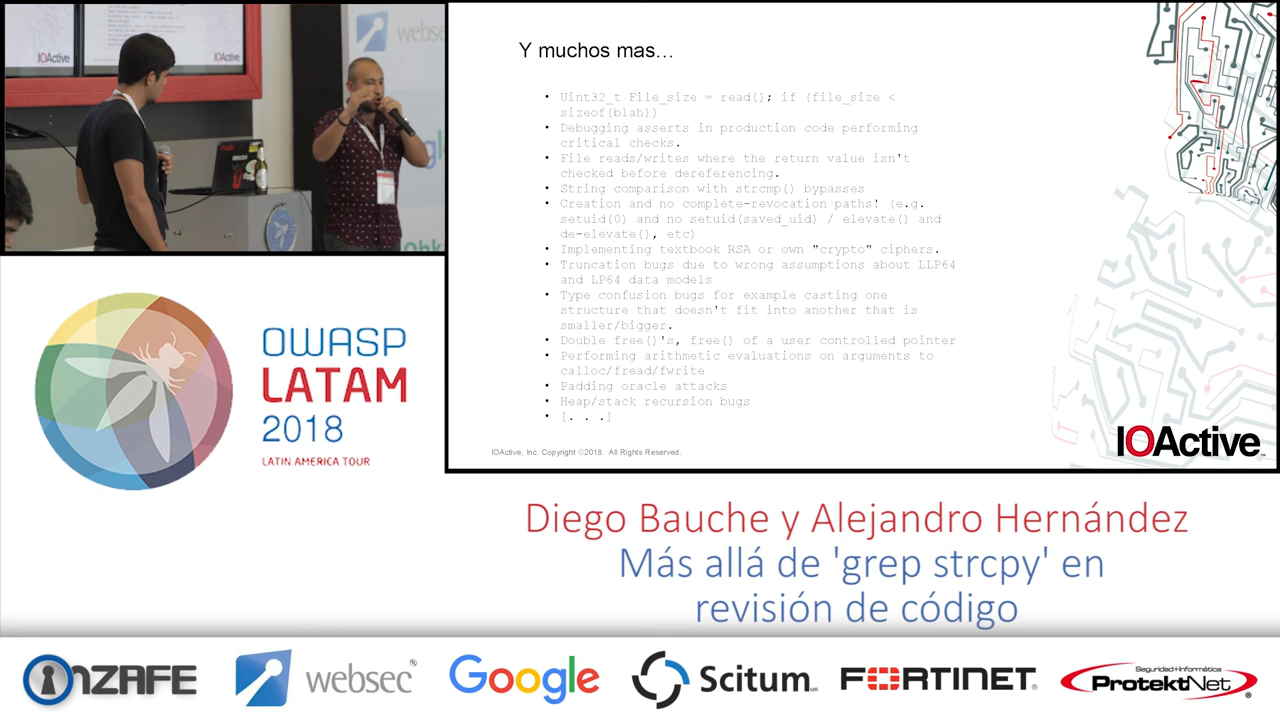 IOActive
IOActive
webse
Y muchos mas...
• Uint32_t File_size = read(); if (file_size <
sizeof(blah))
• Debugging asserts in production code performing
critical checks.
• File reads/writes where the return value isn't
checked before dereferencing.
• String comparison with strcmp() bypasses
• Creation and no complete-revocation paths! (e.g.
setuid(0) and no setuid(saved_uid) / elevate() and
de-elevate(), etc)
• Implementing textbook RSA or own "crypto" ciphers.
• Truncation bugs due to wrong assumptions about LLP64
and LP64 data models
• Type confusion bugs for example casting one
structure that doesn't fit into another that is
smaller/bigger.
• Double free()'s, free() of a user controlled pointer
• Performing arithmetic evaluations on arguments to
calloc/fread/fwrite
• Padding oracle attacks
• Heap/stack recursion bugs
• [. . .]
IOActive, Inc. Copyright ©2018. All Rights Reserved.
IOActive™
OWASP
LATAM
2018
LATIN AMERICA TOUR
Diego Bauche y Alejandro Hernández
Más allá de 'grep strcpy' en
revisión de código
INZAFE
websec®
Google
Scitum MR
FORTINET®
Seguridad+Informática
ProtektNet®